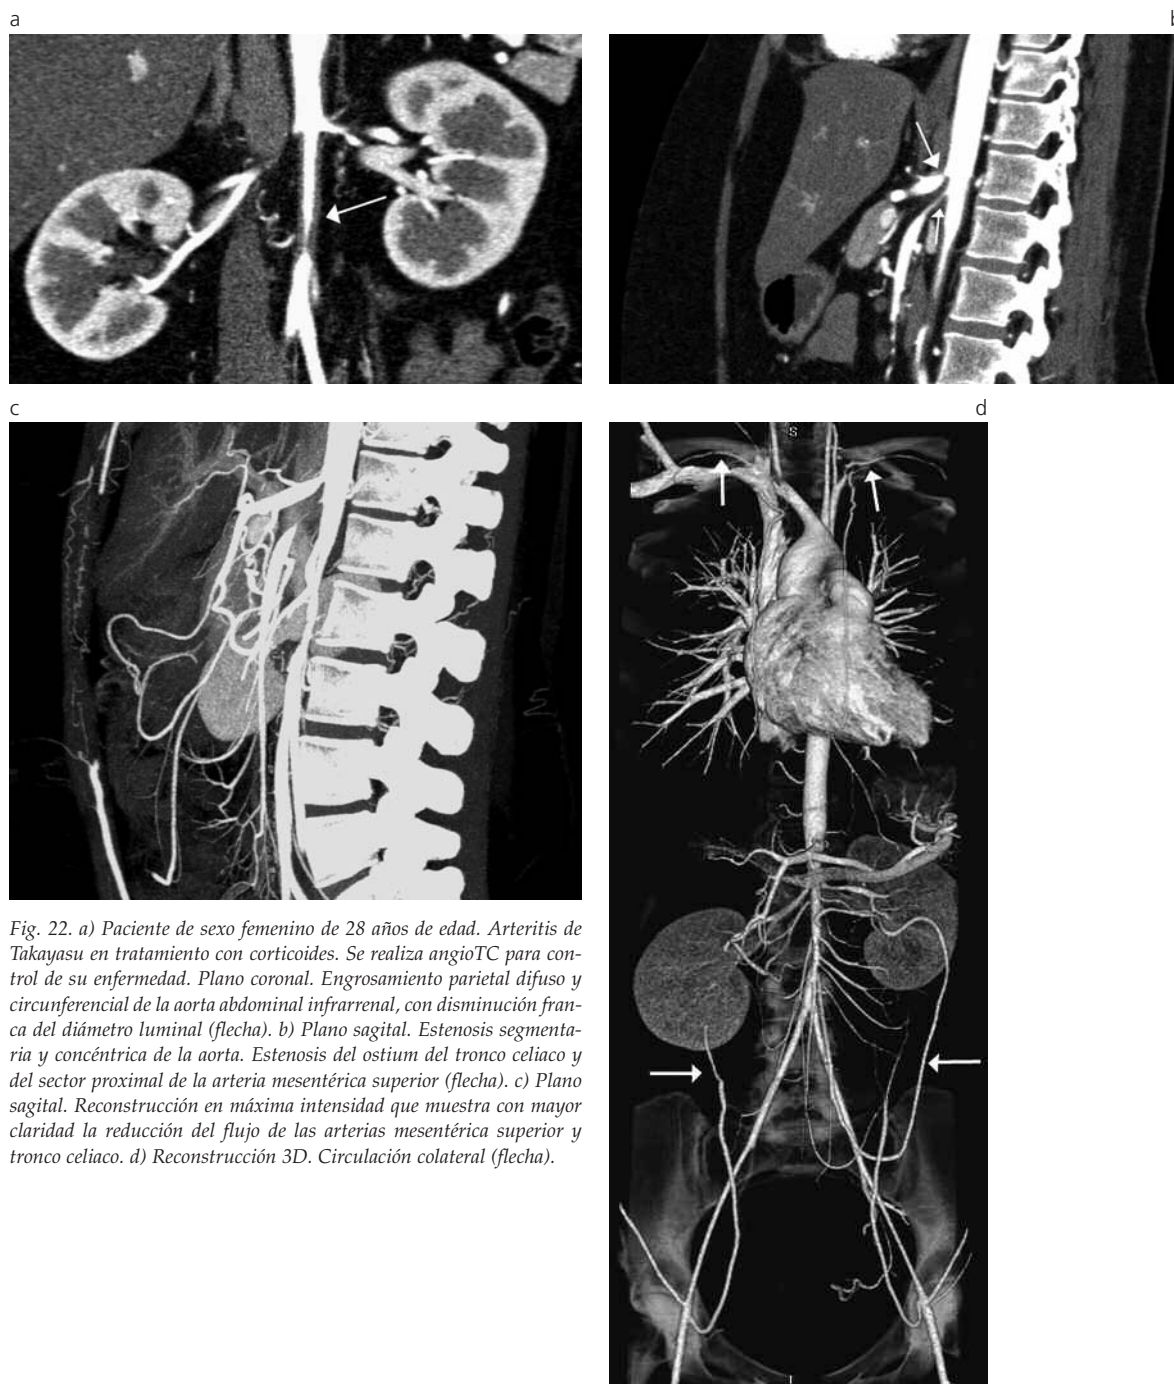 a
b
c
d
S
Fig. 22. a) Paciente de sexo femenino de 28 años de edad. Arteritis de
Takayasu en tratamiento con corticoides. Se realiza angioTC para con-
trol de su enfermedad. Plano coronal. Engrosamiento parietal difuso y
circunferencial de la aorta abdominal infrarrenal, con disminución fran-
ca del diámetro luminal (flecha). b) Plano sagital. Estenosis segmenta-
ria y concéntrica de la aorta. Estenosis del ostium del tronco celiaco y
del sector proximal de la arteria mesentérica superior (flecha). c) Plano
sagital. Reconstrucción en máxima intensidad que muestra con mayor
claridad la reducción del flujo de las arterias mesentérica superior y
tronco celiaco. d) Reconstrucción 3D. Circulación colateral (flecha).
I